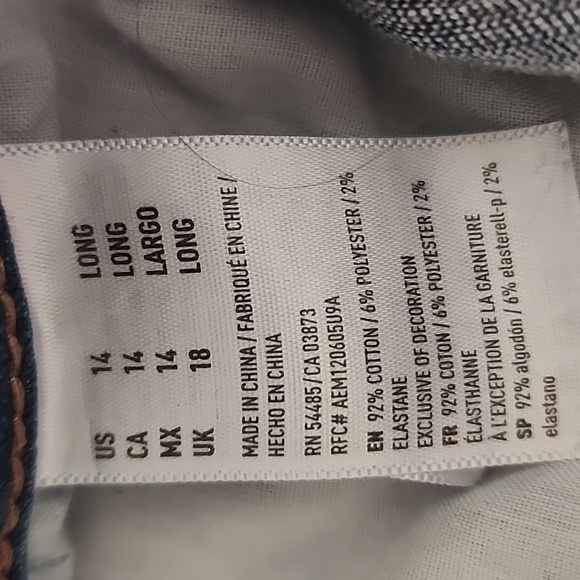 US 14 LONG
CA 14 LONG
MX 14 LARGO
UK 18 LONG
MADE IN CHINA / FABRIQUÉ EN CHINE /
HECHO EN CHINA
RN 54485/CA 03873
RFC# AEM120605U9A
EN 92% COTTON / 6% POLYESTER / 2%
ELASTANE
EXCLUSIVE OF DECORATION
FR 92% COTON / 6% POLYESTER / 2%
ÉLASTHANNE
À L'EXCEPTION DE LA GARNITURE
SP 92% algodón / 6% elasterell-p / 2%
elastano